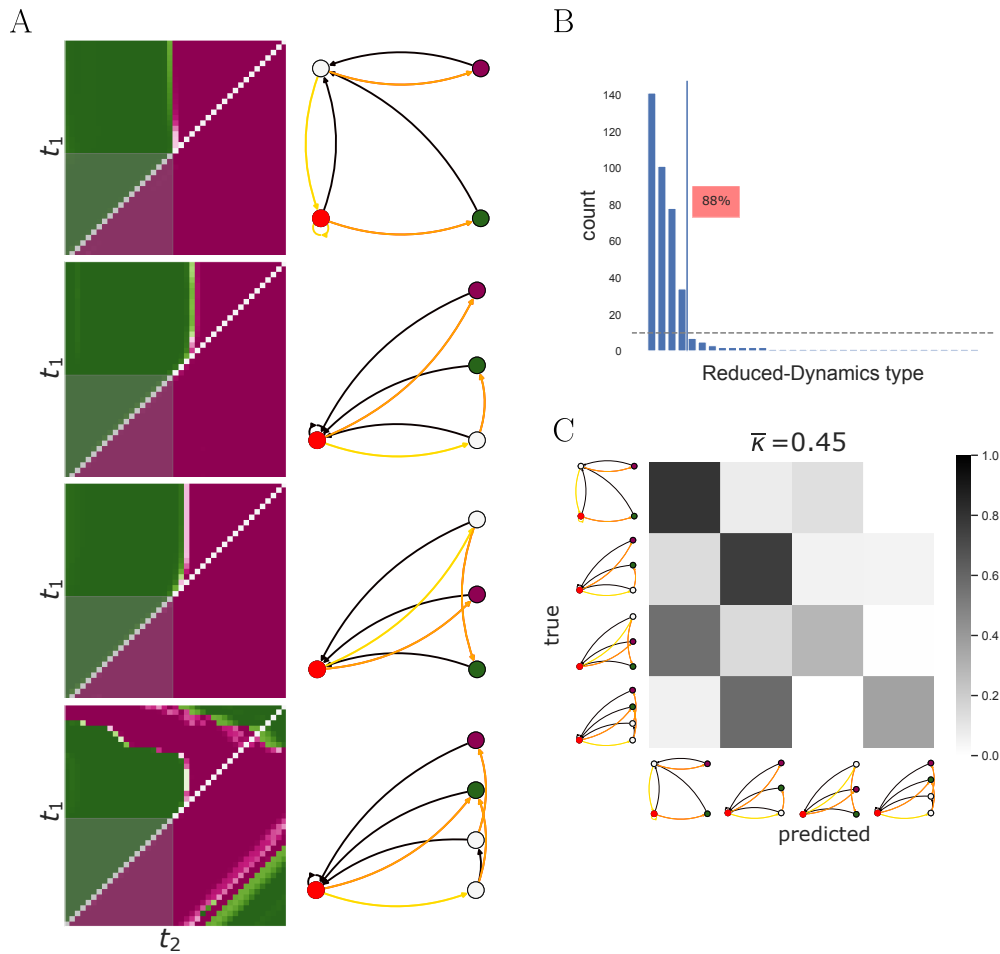 A
t₁
t₁
t₁
t₁
t₂
B
count
140
120
100
80
60
40
20
0
88%
Reduced-Dynamics type
C
κ̅ =0.45
true
predicted
1.0
0.8
0.6
0.4
0.2
0.0